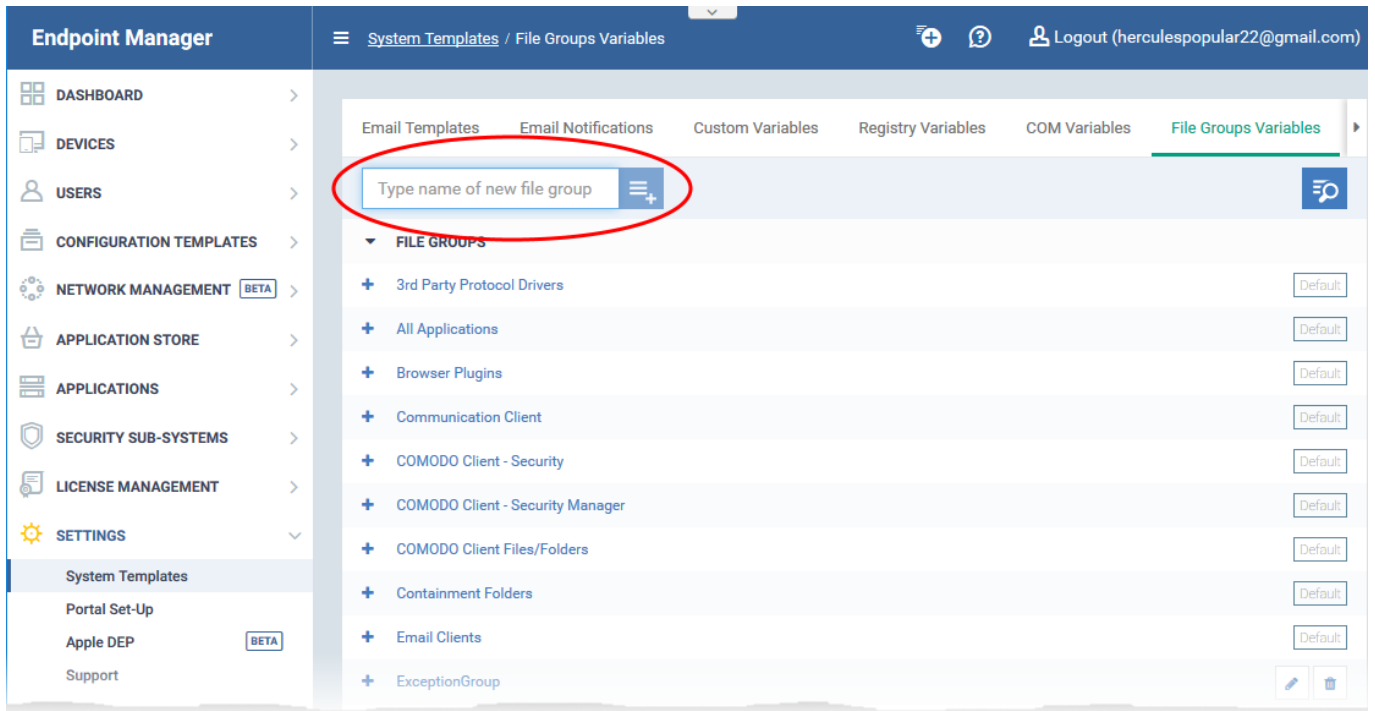 Endpoint Manager
System Templates / File Groups Variables
Logout (herculespopular22@gmail.com)
DASHBOARD
DEVICES
USERS
CONFIGURATION TEMPLATES
NETWORK MANAGEMENT BETA
APPLICATION STORE
APPLICATIONS
SECURITY SUB-SYSTEMS
LICENSE MANAGEMENT
SETTINGS
System Templates
Portal Set-Up
Apple DEP BETA
Support
Email Templates Email Notifications Custom Variables Registry Variables COM Variables File Groups Variables
Type name of new file group
FILE GROUPS
3rd Party Protocol Drivers Default
All Applications Default
Browser Plugins Default
Communication Client Default
COMODO Client - Security Default
COMODO Client - Security Manager Default
COMODO Client Files/Folders Default
Containment Folders Default
Email Clients Default
ExceptionGroup